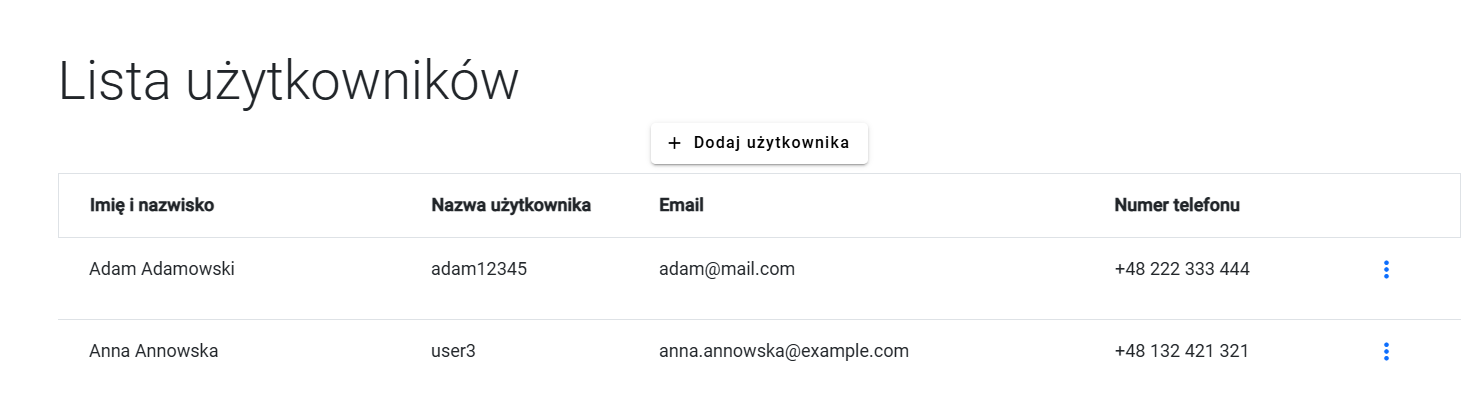 Lista użytkowników
+ Dodaj użytkownika
Imię i nazwisko Nazwa użytkownika Email Numer telefonu
Adam Adamowski adam12345 adam@mail.com +48 222 333 444
Anna Annowska user3 anna.annowska@example.com +48 132 421 321